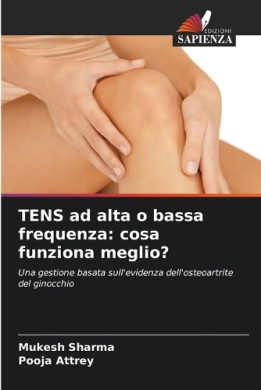 EDIZIONI
SAPIENZA
TENS ad alta o bassa
frequenza: cosa
funziona meglio?
Una gestione basata sull'evidenza dell'osteoartrite
del ginocchio
Mukesh Sharma
Pooja Attrey